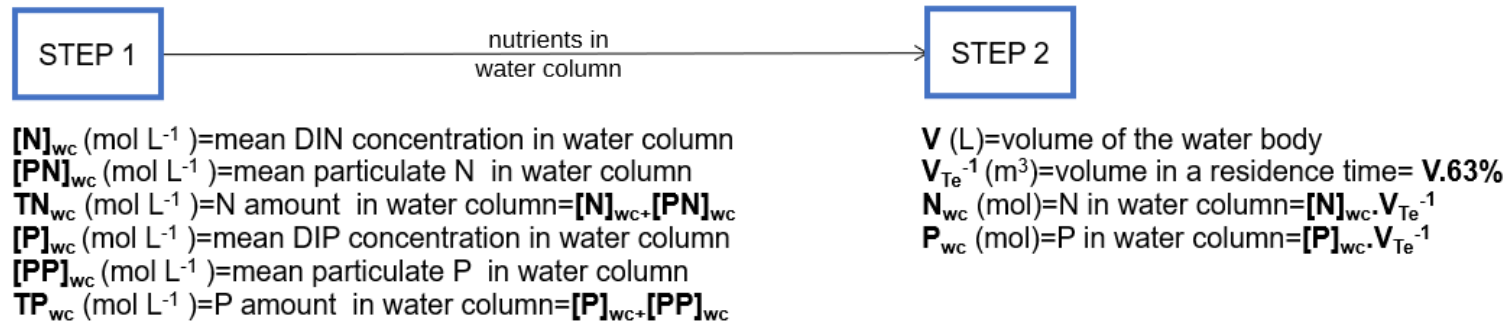 STEP 1
nutrients in
water column
STEP 2
[N]wc (mol L-1 )=mean DIN concentration in water column
[PN]wc (mol L-1 )=mean particulate N in water column
TNwc (mol L-1 )=N amount in water column=[N]wc+[PN]wc
[P]wc (mol L-1 )=mean DIP concentration in water column
[PP]wc (mol L-1 )=mean particulate P in water column
TPwc (mol L-1 )=P amount in water column=[P]wc+[PP]wc
V (L)=volume of the water body
VTe-1 (m3)=volume in a residence time= V.63%
Nwc (mol)=N in water column=[N]wc.VTe-1
Pwc (mol)=P in water column=[P]wc.VTe-1